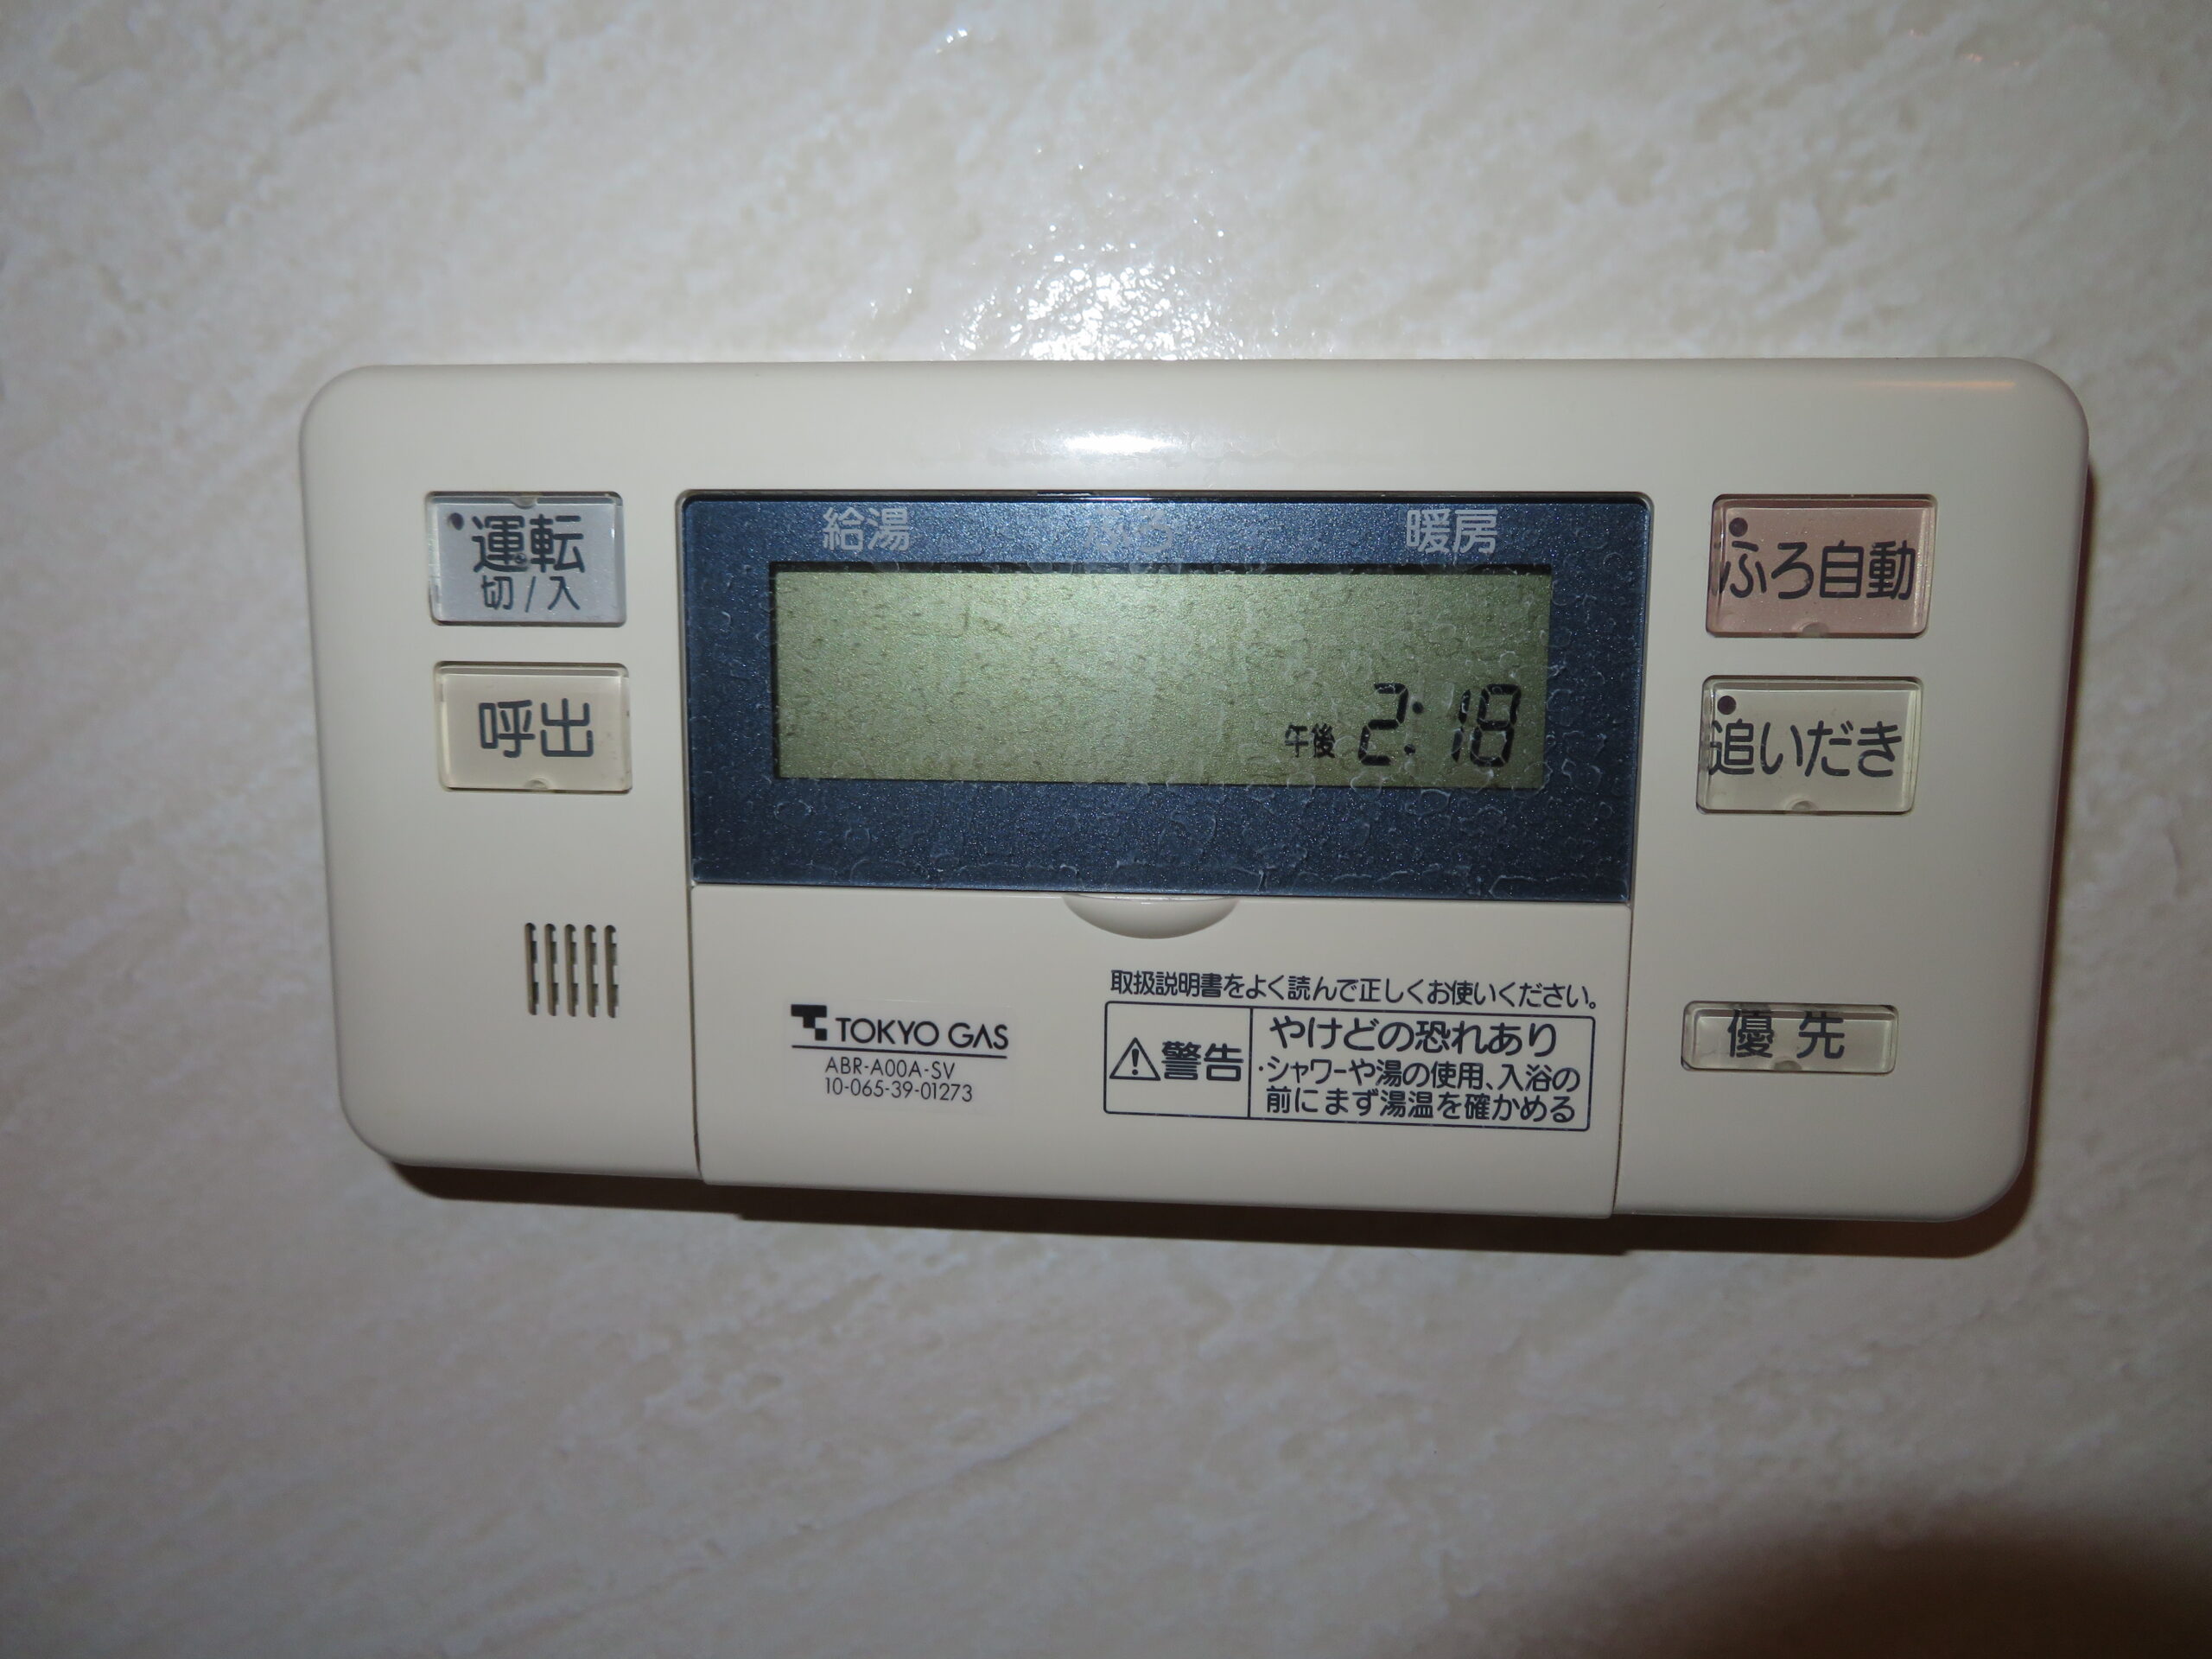 給湯 ふろ 暖房
運転
切/入
呼出
午後 2:18
ふろ自動
追いだき
優先
TOKYO GAS
ABR-A00A-SV
10-065-39-01273
取扱説明書をよく読んで正しくお使いください。
警告
やけどの恐れあり
・シャワーや湯の使用、入浴の
前にまず湯温を確かめる